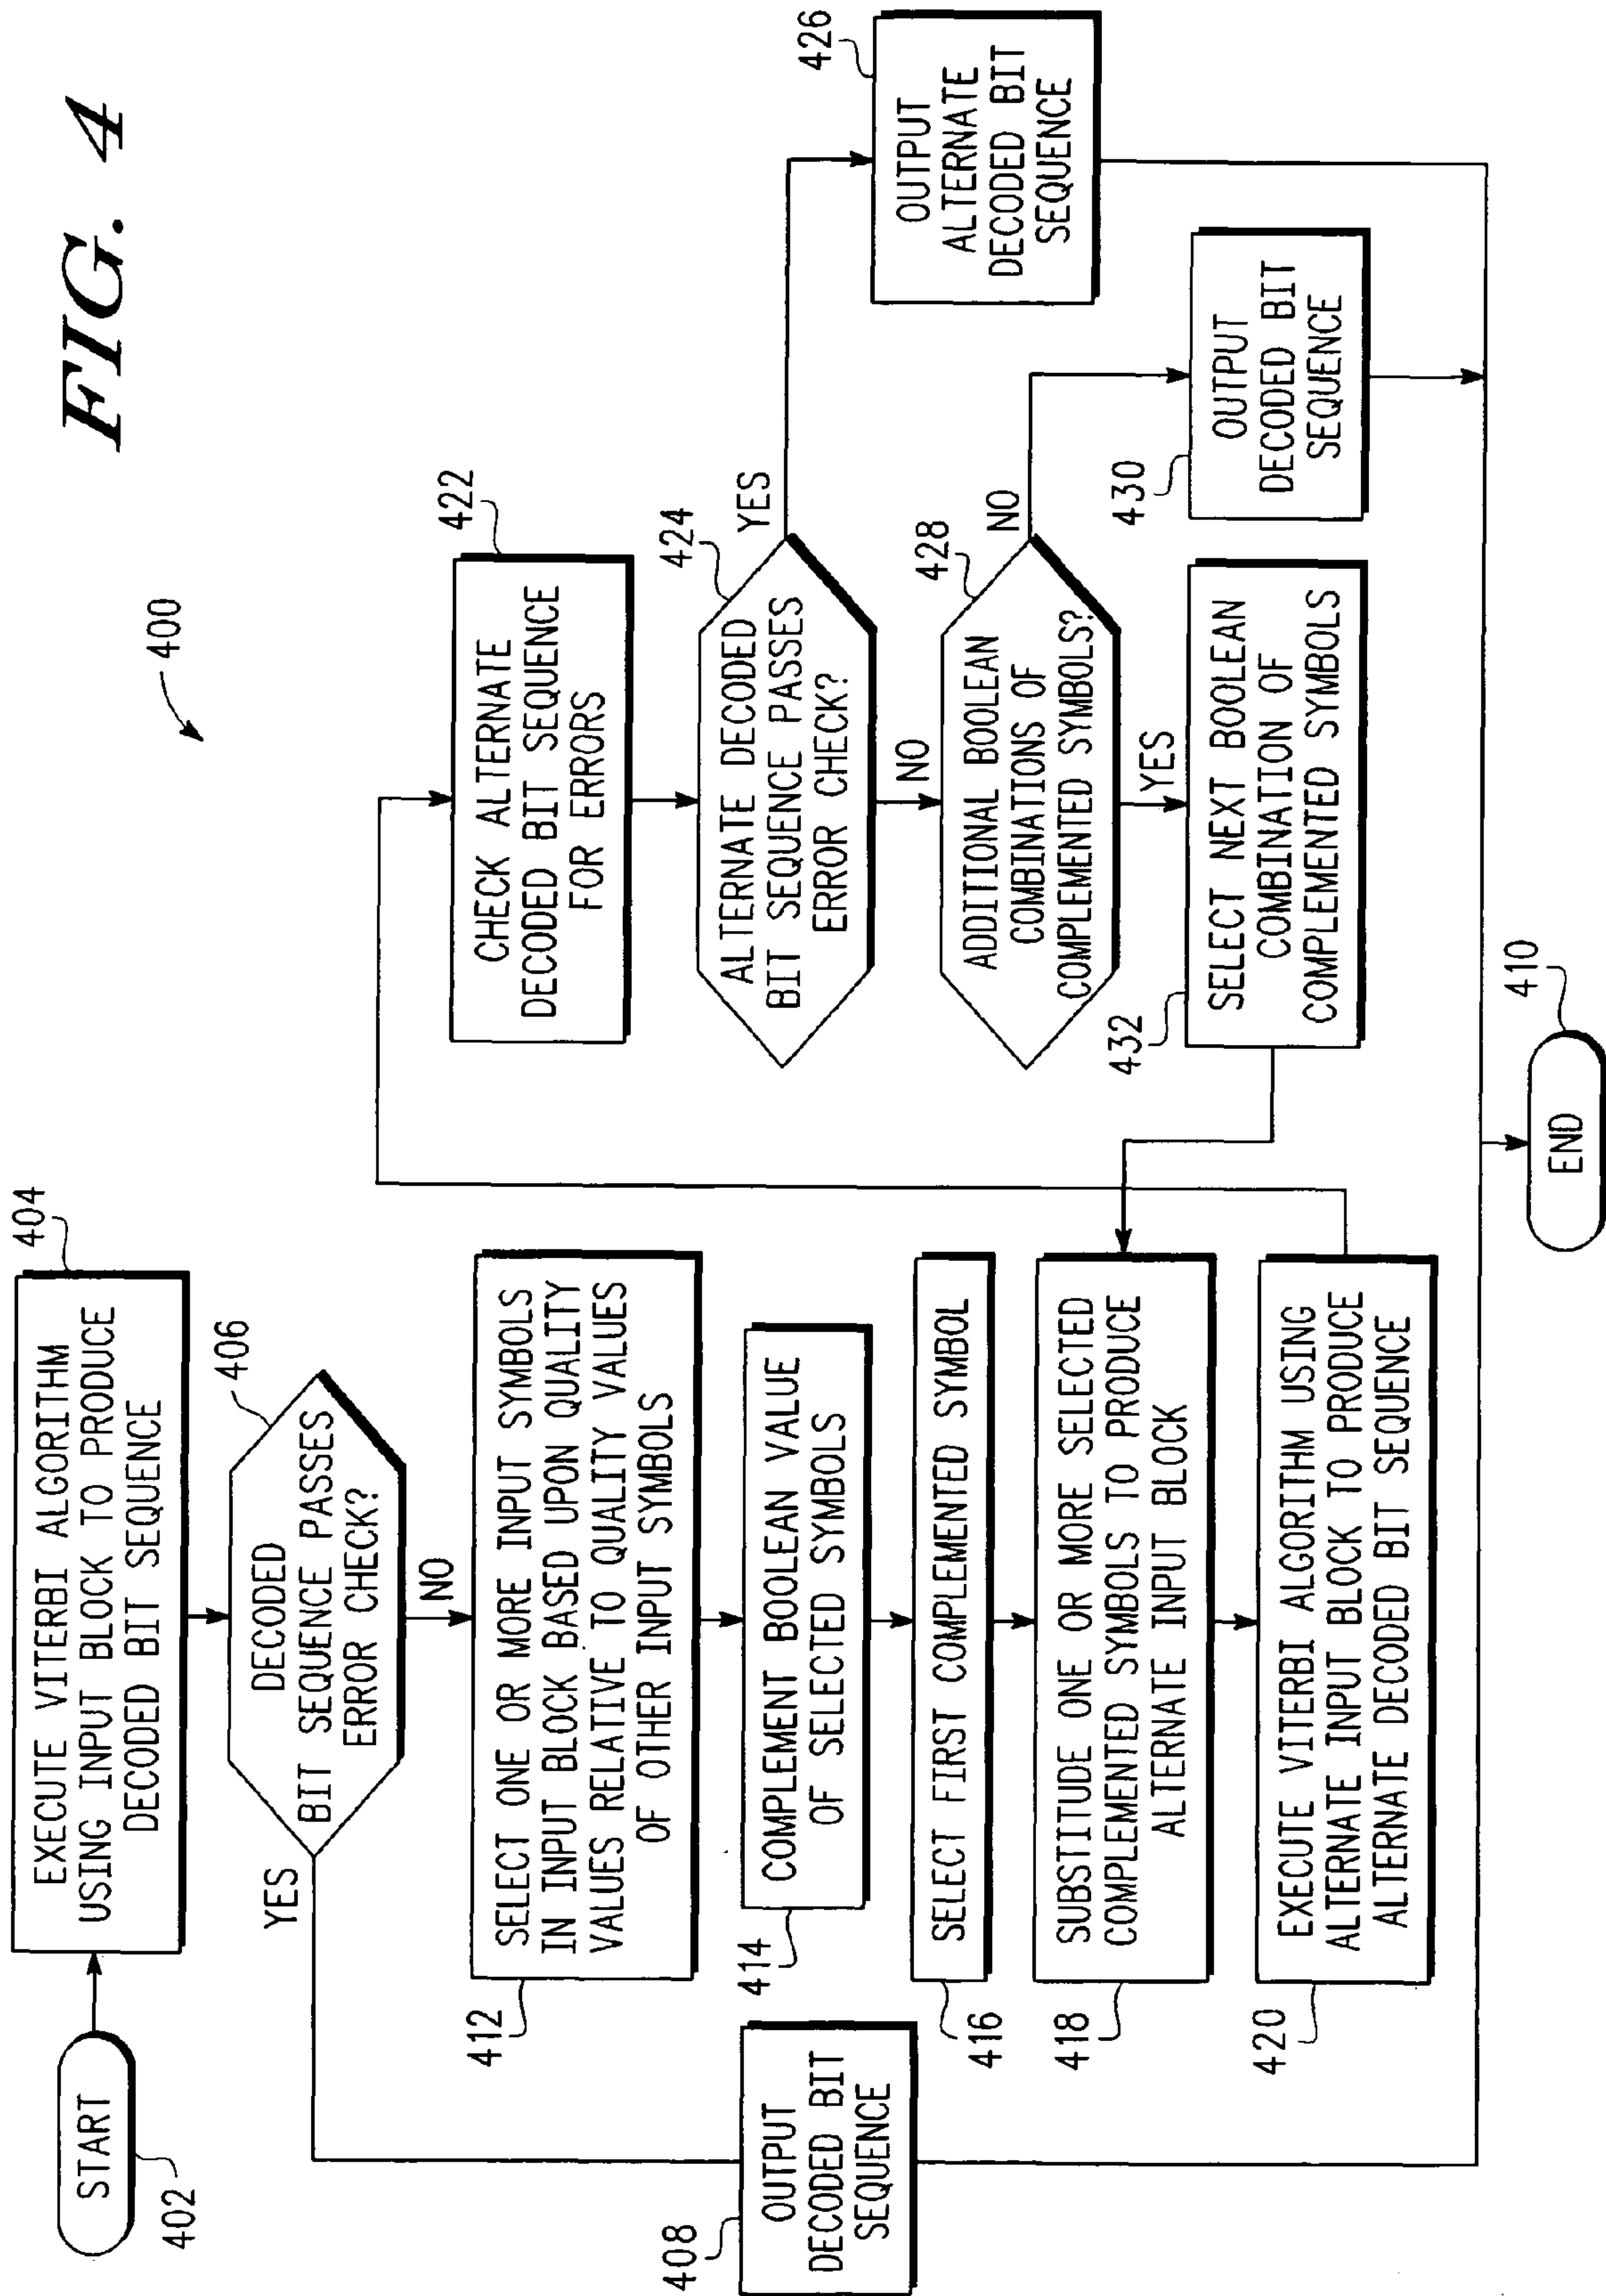 FIG. 4
400
START
402
EXECUTE VITERBI ALGORITHM
USING INPUT BLOCK TO PRODUCE
DECODED BIT SEQUENCE
404
DECODED
BIT SEQUENCE PASSES
ERROR CHECK?
406
YES
NO
OUTPUT
DECODED BIT
SEQUENCE
408
SELECT ONE OR MORE INPUT SYMBOLS
IN INPUT BLOCK BASED UPON QUALITY
VALUES RELATIVE TO QUALITY VALUES
OF OTHER INPUT SYMBOLS
412
COMPLEMENT BOOLEAN VALUE
OF SELECTED SYMBOLS
414
SELECT FIRST COMPLEMENTED SYMBOL
416
SUBSTITUDE ONE OR MORE SELECTED
COMPLEMENTED SYMBOLS TO PRODUCE
ALTERNATE INPUT BLOCK
418
EXECUTE VITERBI ALGORITHM USING
ALTERNATE INPUT BLOCK TO PRODUCE
ALTERNATE DECODED BIT SEQUENCE
420
CHECK ALTERNATE
DECODED BIT SEQUENCE
FOR ERRORS
422
ALTERNATE DECODED
BIT SEQUENCE PASSES
ERROR CHECK?
424
YES
NO
OUTPUT
ALTERNATE
DECODED BIT
SEQUENCE
426
ADDITIONAL BOOLEAN
COMBINATIONS OF
COMPLEMENTED SYMBOLS?
428
NO
YES
OUTPUT
DECODED BIT
SEQUENCE
430
SELECT NEXT BOOLEAN
COMBINATION OF
COMPLEMENTED SYMBOLS
432
END
410